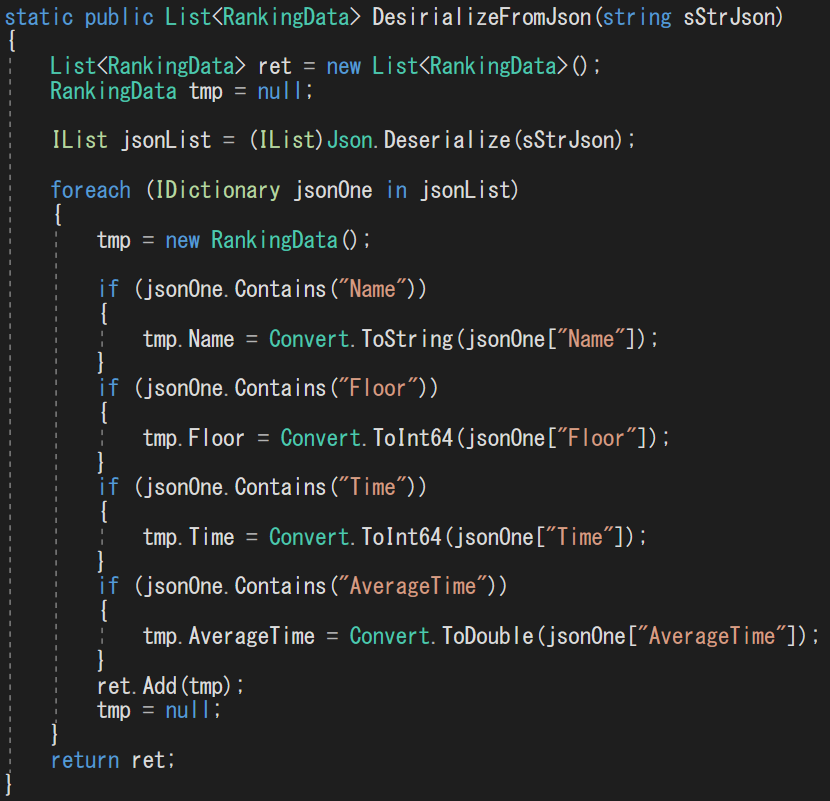 static public List<RankingData> DesirializeFromJson(string sStrJson)
{
    List<RankingData> ret = new List<RankingData>();
    RankingData tmp = null;

    IList jsonList = (IList)Json.Deserialize(sStrJson);

    foreach (IDictionary jsonOne in jsonList)
    {
        tmp = new RankingData();

        if (jsonOne.Contains("Name"))
        {
            tmp.Name = Convert.ToString(jsonOne["Name"]);
        }
        if (jsonOne.Contains("Floor"))
        {
            tmp.Floor = Convert.ToInt64(jsonOne["Floor"]);
        }
        if (jsonOne.Contains("Time"))
        {
            tmp.Time = Convert.ToInt64(jsonOne["Time"]);
        }
        if (jsonOne.Contains("AverageTime"))
        {
            tmp.AverageTime = Convert.ToDouble(jsonOne["AverageTime"]);
        }
        ret.Add(tmp);
        tmp = null;
    }
    return ret;
}